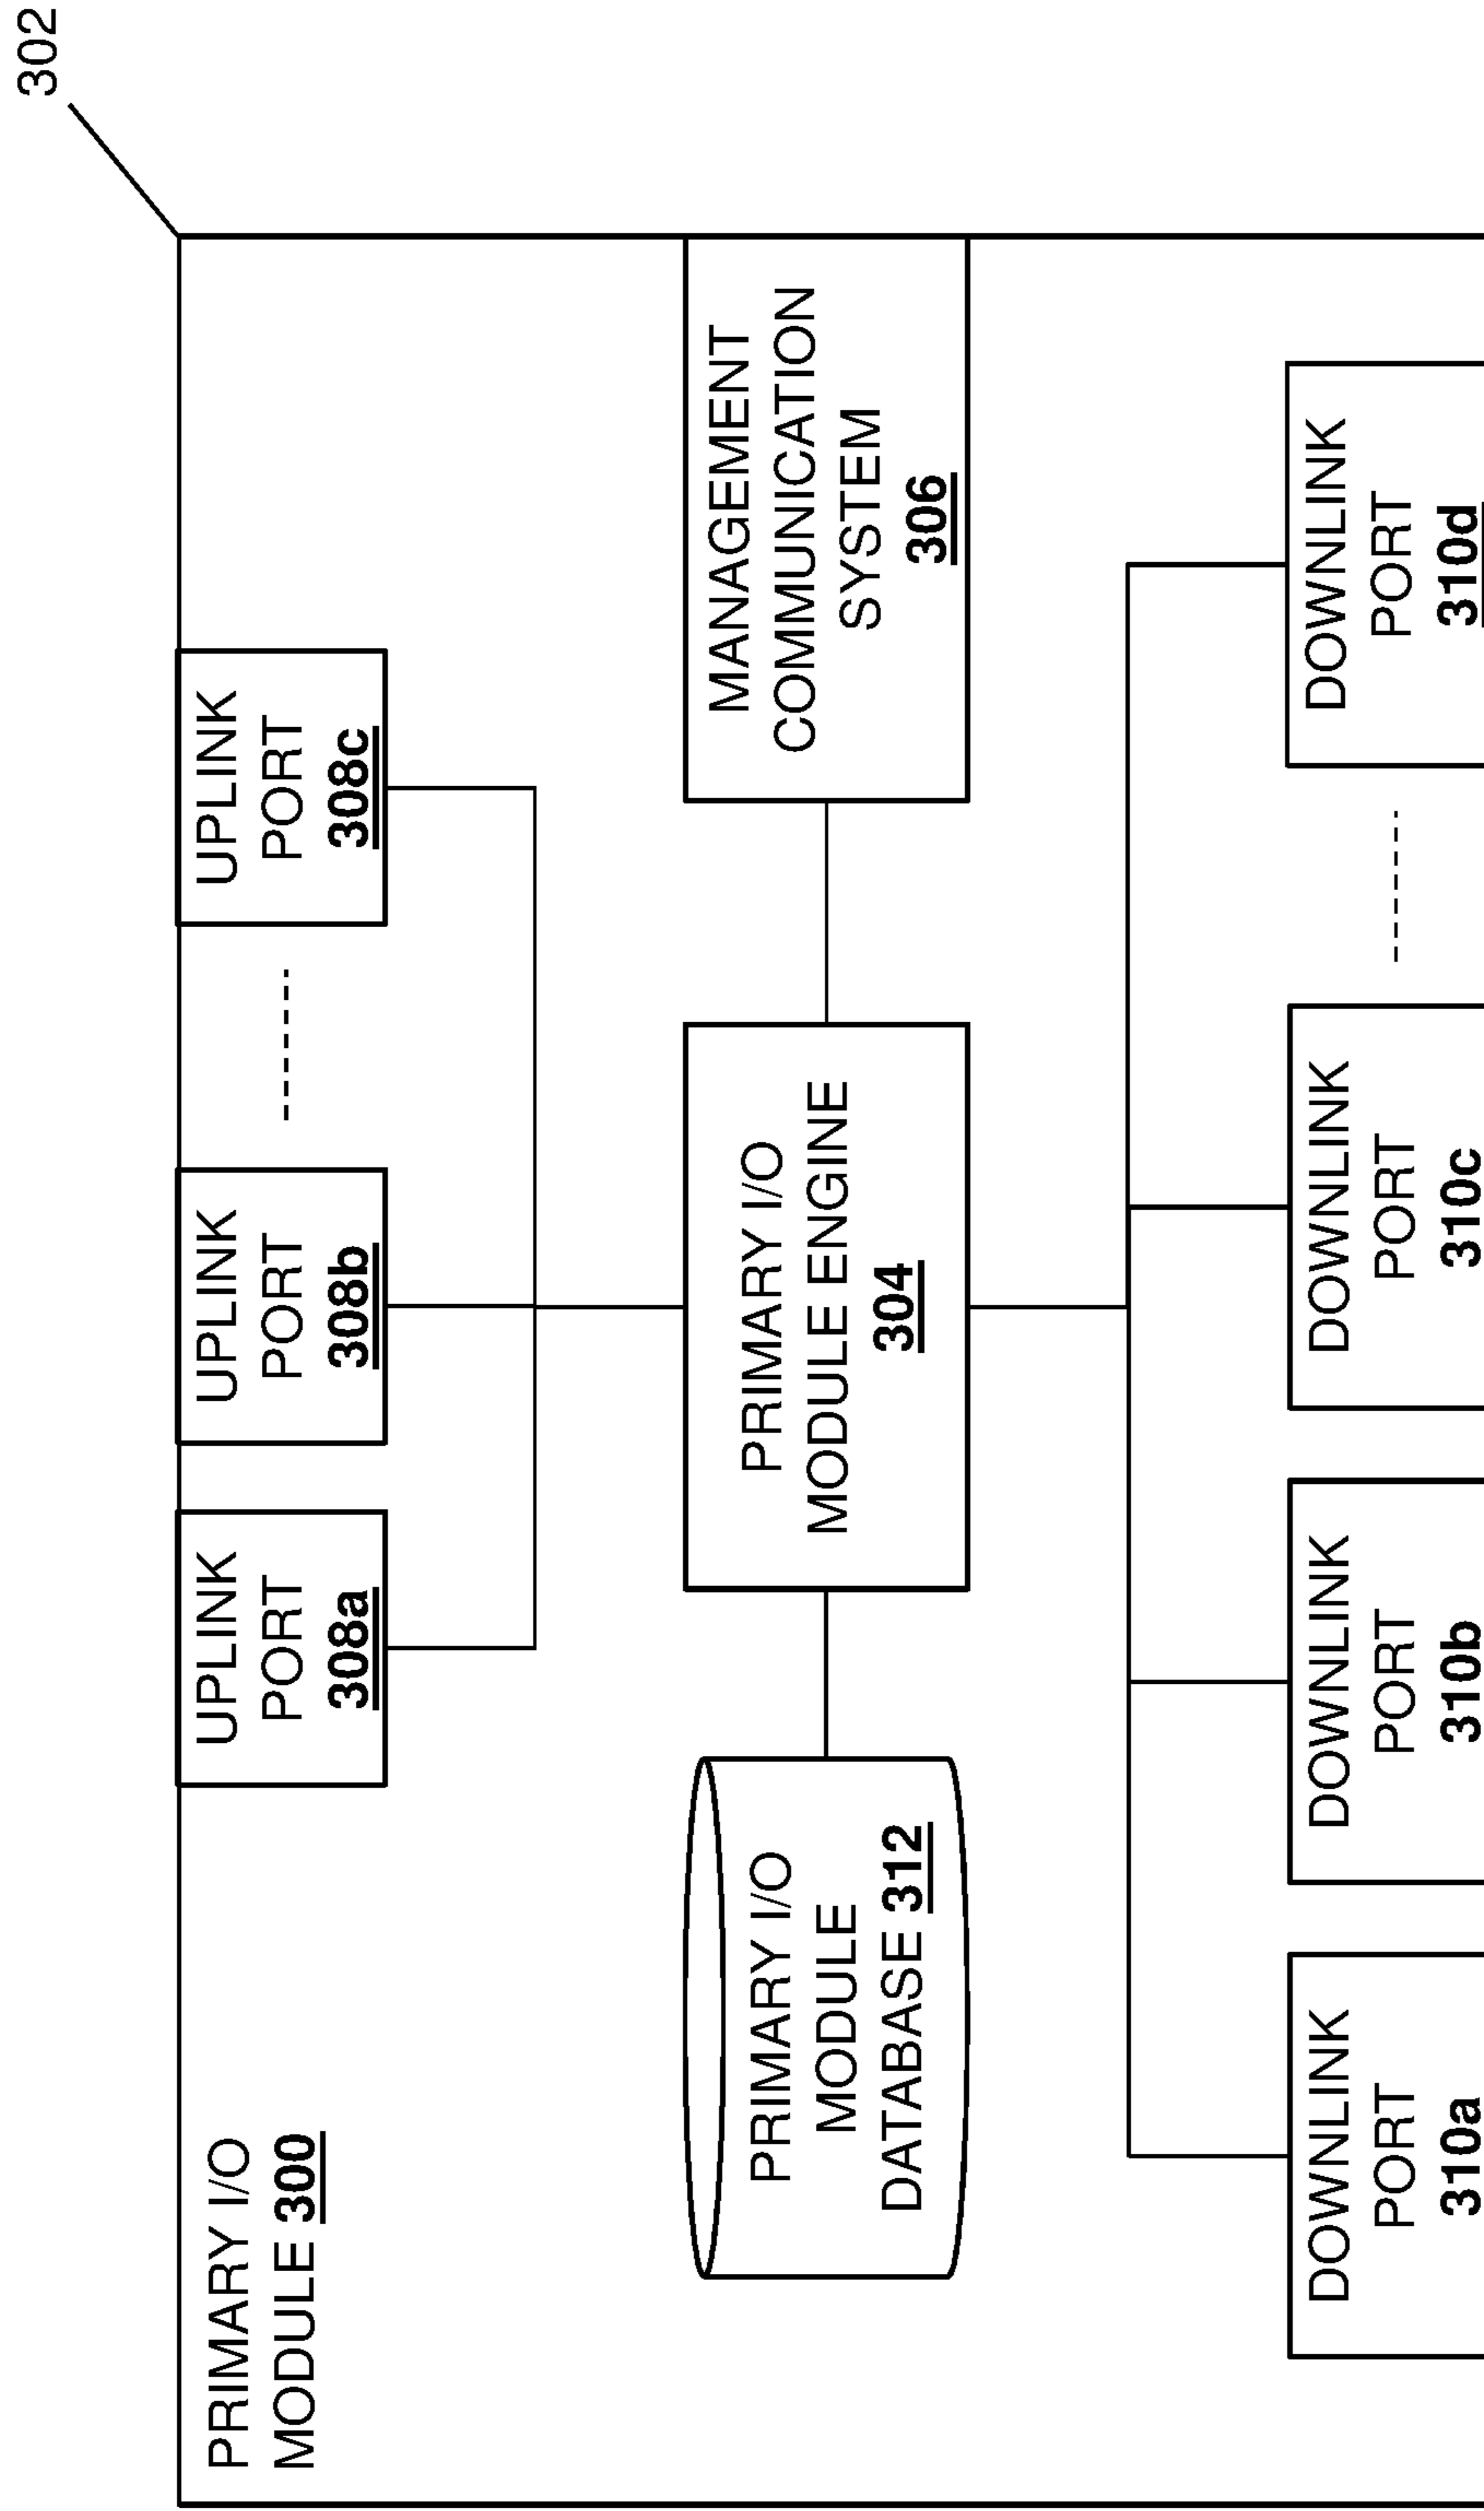 302
PRIMARY I/O
MODULE 300
UPLINK
PORT
308a
UPLINK
PORT
308b
UPLINK
PORT
308c
PRIMARY I/O
MODULE
DATABASE 312
PRIMARY I/O
MODULE ENGINE
304
MANAGEMENT
COMMUNICATION
SYSTEM
306
DOWNLINK
PORT
310a
DOWNLINK
PORT
310b
DOWNLINK
PORT
310c
DOWNLINK
PORT
310d